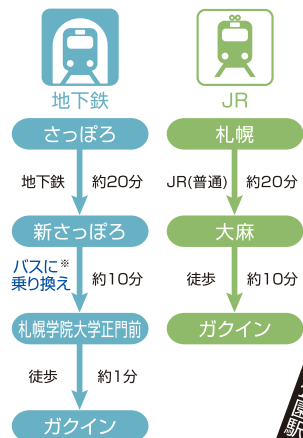 地下鉄
さっぽろ
地下鉄 約20分
新さっぽろ
バスに※
乗り換え 約10分
札幌学院大学正門前
徒歩 約1分
ガクイン
JR
札幌
JR(普通) 約20分
大麻
徒歩 約10分
ガクイン